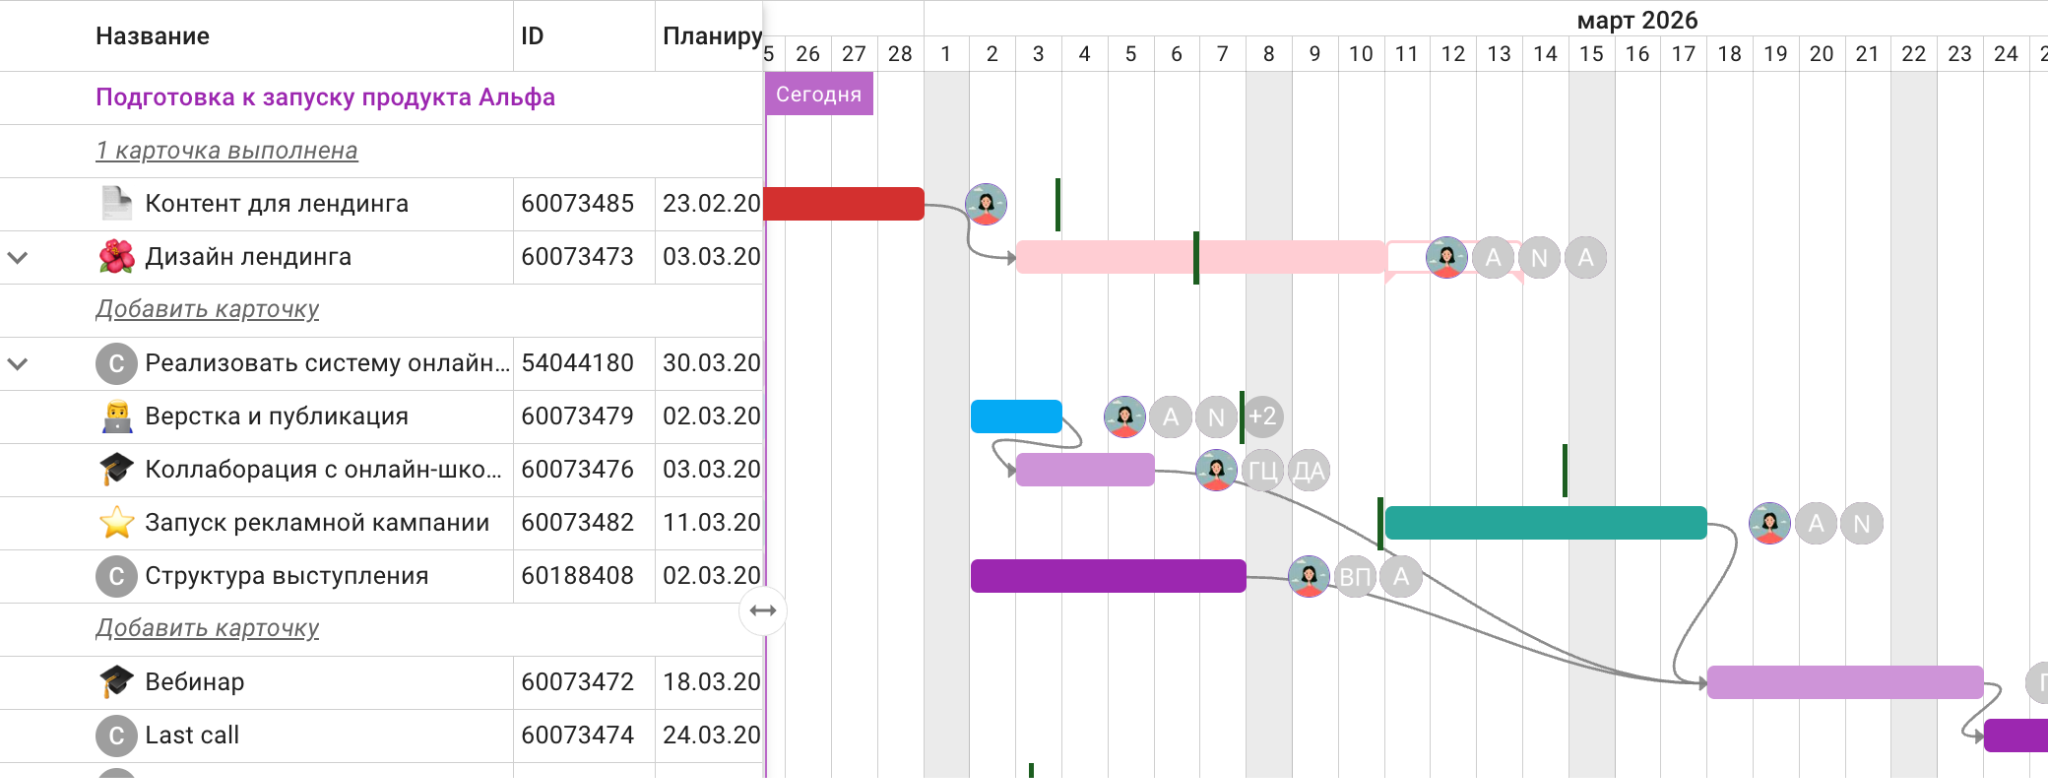 Название ID Планиру
март 2026
5 26 27 28 1 2 3 4 5 6 7 8 9 10 11 12 13 14 15 16 17 18 19 20 21 22 23 24 2
Подготовка к запуску продукта Альфа
Сегодня
1 карточка выполнена
Контент для лендинга 60073485 23.02.20
Дизайн лендинга 60073473 03.03.20 A N A
Добавить карточку
С Реализовать систему онлайн... 54044180 30.03.20
Верстка и публикация 60073479 02.03.20 A N +2
Коллаборация с онлайн-шко... 60073476 03.03.20 ГЦ ДА
Запуск рекламной кампании 60073482 11.03.20 A N
С Структура выступления 60188408 02.03.20 ВП А
Добавить карточку
Вебинар 60073472 18.03.20
С Last call 60073474 24.03.20